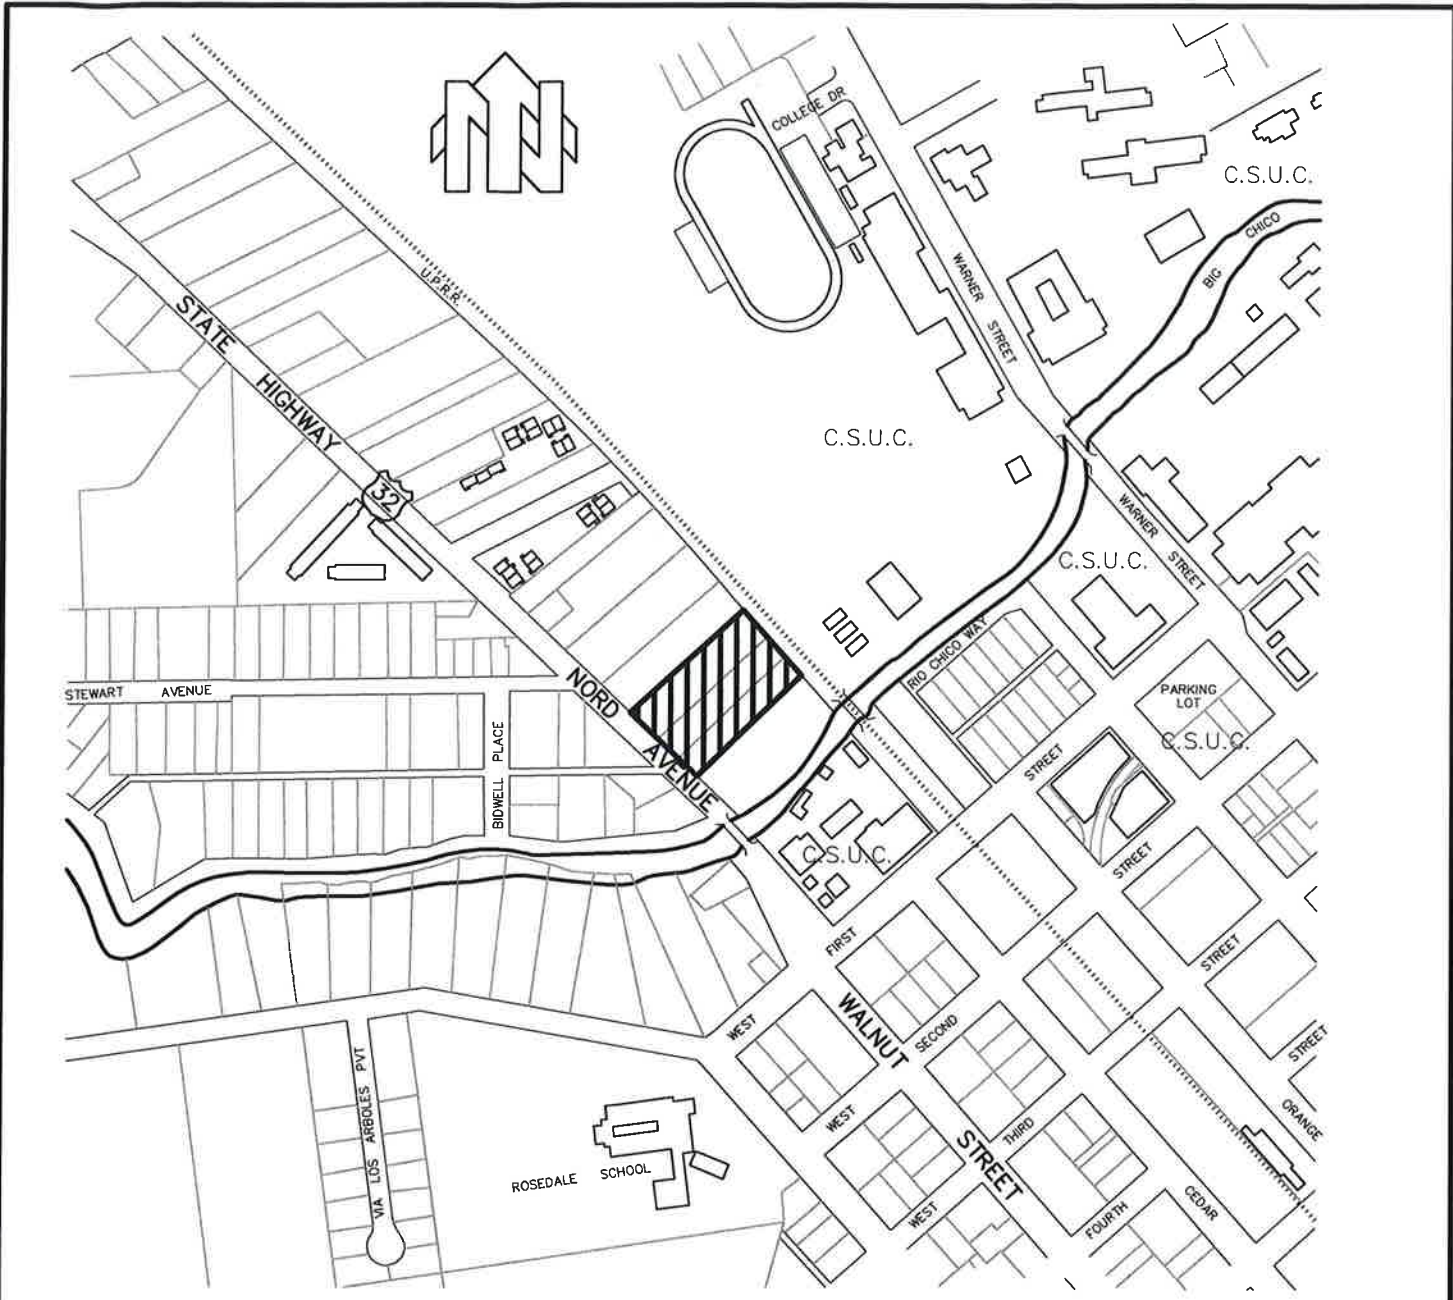 N
COLLEGE DR
C.S.U.C.
BIG CHICO
WARNER STREET
U.P.R.R.
STATE HIGHWAY
32
C.S.U.C.
WARNER STREET
C.S.U.C.
RIO CHICO WAY
STEWART AVENUE
NORD AVENUE
BIDWELL PLACE
PARKING
LOT
C.S.U.C.
STREET
STREET
C.S.U.C.
FIRST
STREET
WEST
WALNUT STREET
SECOND
STREET
VIA LOS ARBOLES PVT
WEST
THIRD
ORANGE
ROSEDALE SCHOOL
WEST
FOURTH
CEDAR